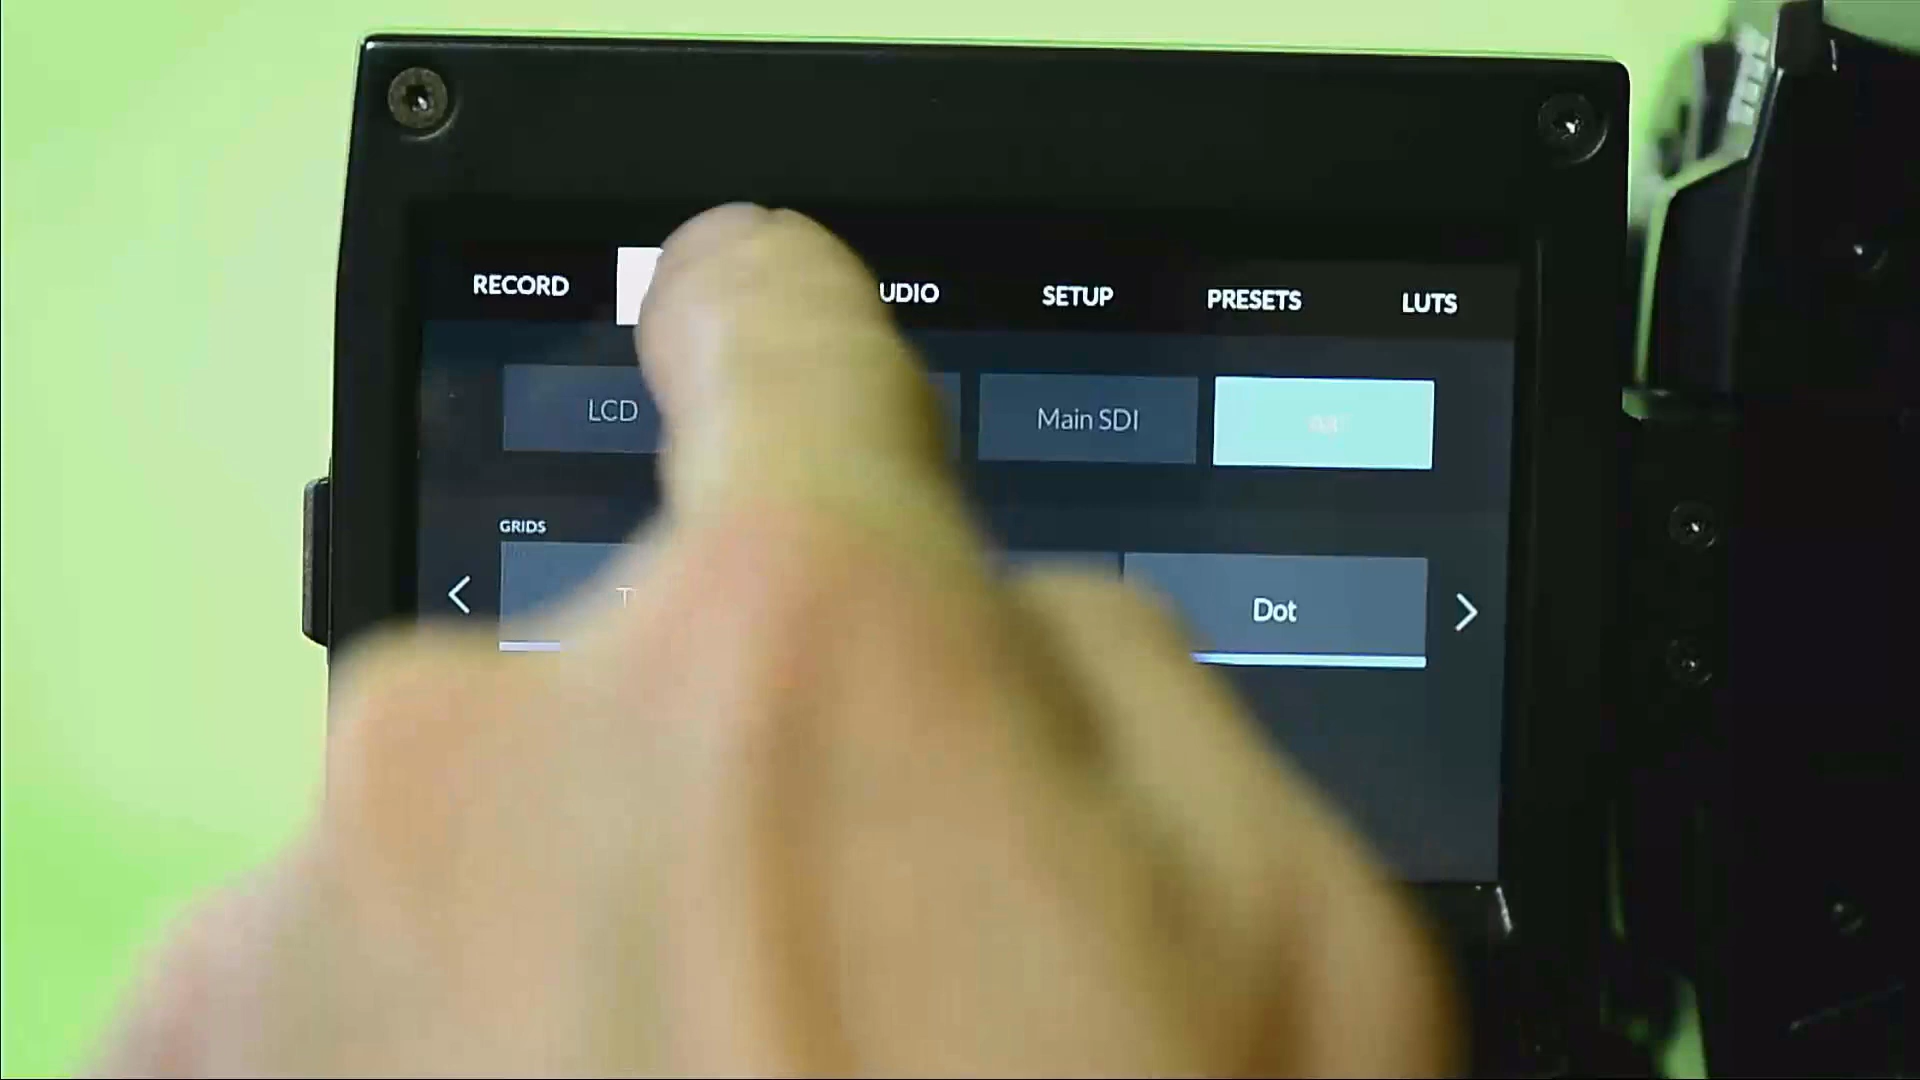 RECORD UDIO SETUP PRESETS LUTS
LCD Main SDI
GRIDS
Dot